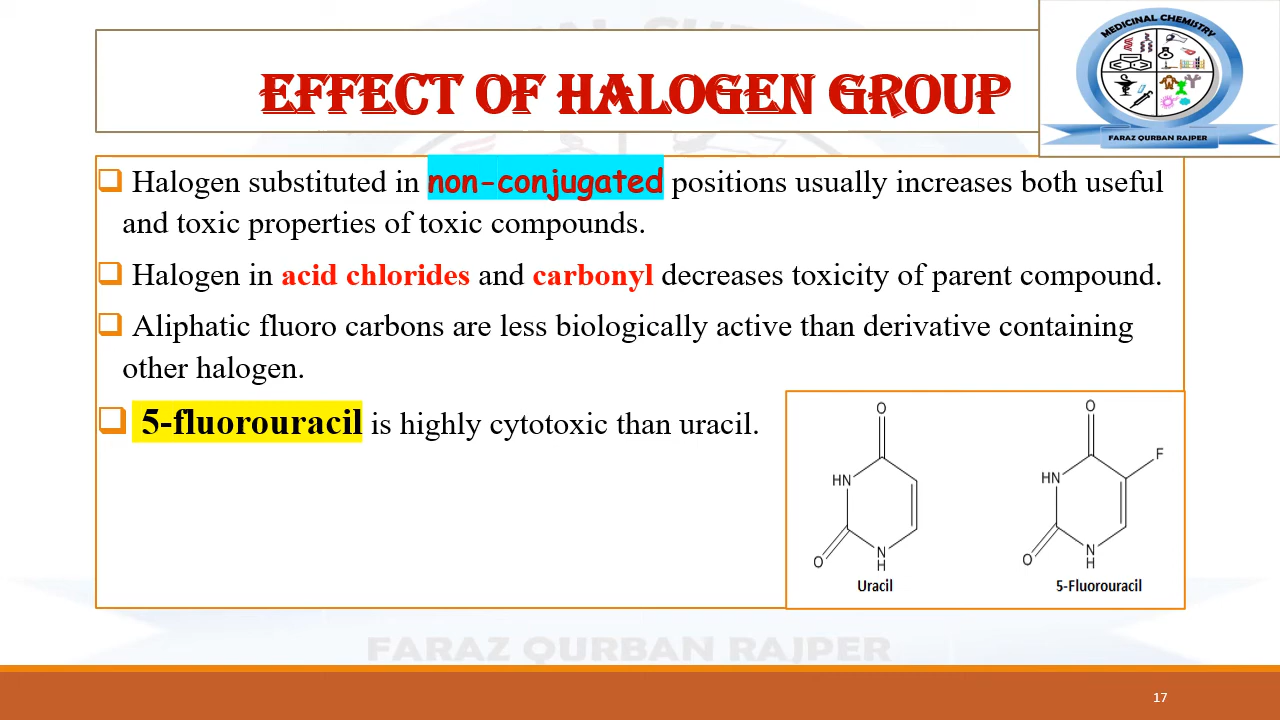 EFFECT OF HALOGEN GROUP
MEDICINAL CHEMISTRY
FARAZ QURBAN RAJPER
Halogen substituted in non-conjugated positions usually increases both useful
and toxic properties of toxic compounds.
Halogen in acid chlorides and carbonyl decreases toxicity of parent compound.
Aliphatic fluoro carbons are less biologically active than derivative containing
other halogen.
5-fluorouracil is highly cytotoxic than uracil.
O
HN
O
N
H
Uracil
O
F
HN
O
N
H
5-Fluorouracil
FARAZ QURBAN RAJPER
17